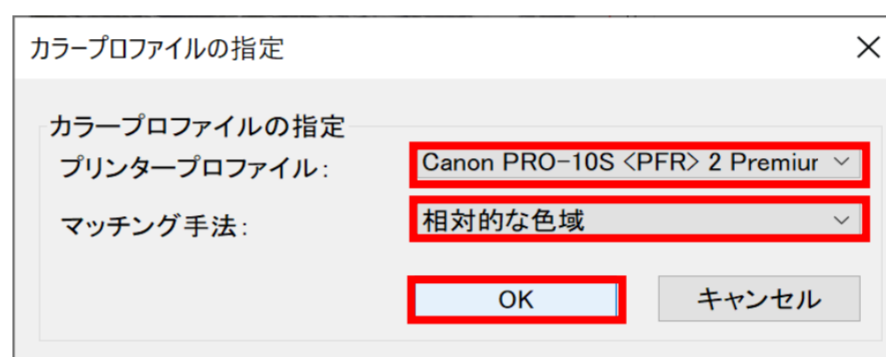 カラープロファイルの指定
カラープロファイルの指定
プリンタープロファイル:
Canon PRO-10S <PFR> 2 Premiur
マッチング手法:
相対的な色域
OK
キャンセル